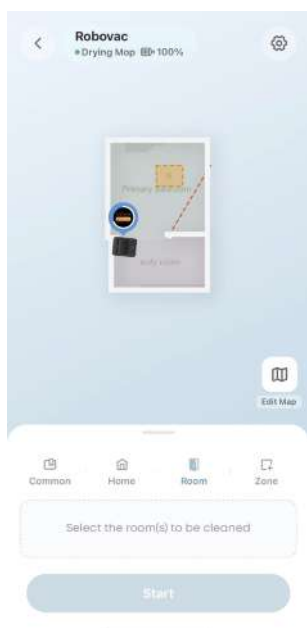 Robovac
Drying Mop 100%
Primary Bedroom
Edit Map
Common
Home
Room
Zone
Select the room(s) to be cleaned
Start